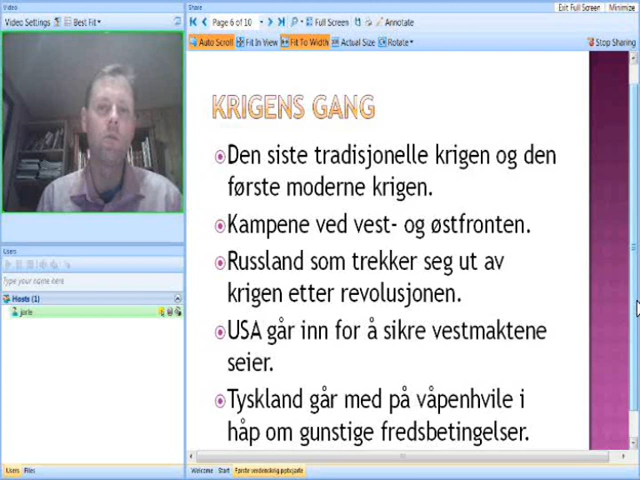 Video
Share
Exit Full Screen
Minimize
Video Settings
Best Fit
Page 6 of 10
Full Screen
Annotate
Auto Scroll
Fit In View
Fit To Width
Actual Size
Rotate
Stop Sharing
KRIGENS GANG
Den siste tradisjonelle krigen og den
første moderne krigen.
Kampene ved vest- og østfronten.
Russland som trekker seg ut av
krigen etter revolusjonen.
USA går inn for å sikre vestmaktene
seier.
Tyskland går med på våpenhvile i
håp om gunstige fredsbetingelser.
Users
Type your name here
Hosts (1)
jarle
Users
Files
Welcome
Start